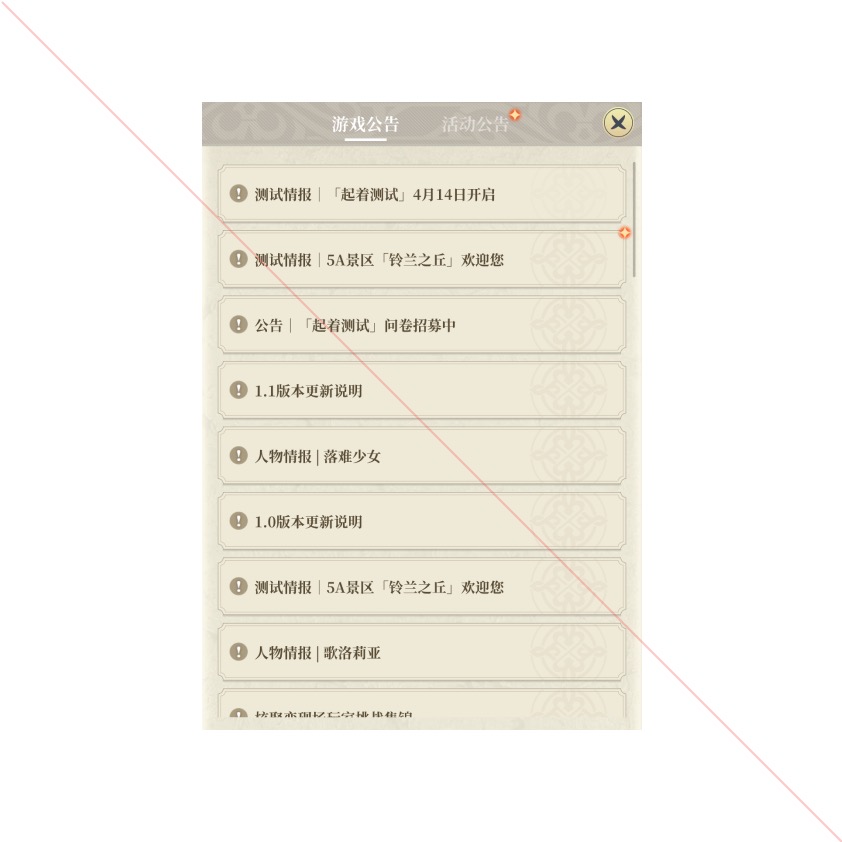 游戏公告 活动公告
测试情报｜「起着测试」4月14日开启
测试情报｜5A景区「铃兰之丘」欢迎您
公告｜「起着测试」问卷招募中
1.1版本更新说明
人物情报 | 落难少女
1.0版本更新说明
测试情报｜5A景区「铃兰之丘」欢迎您
人物情报 | 歌洛莉亚